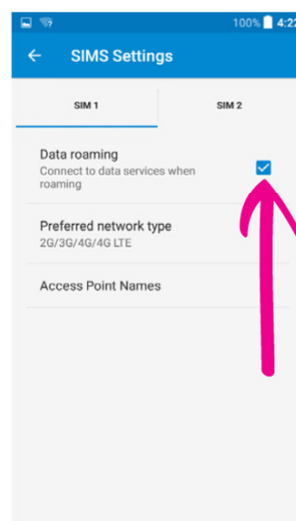 100% 4:22
SIMS Settings
SIM 1 SIM 2
Data roaming
Connect to data services when
roaming
Preferred network type
2G/3G/4G/4G LTE
Access Point Names